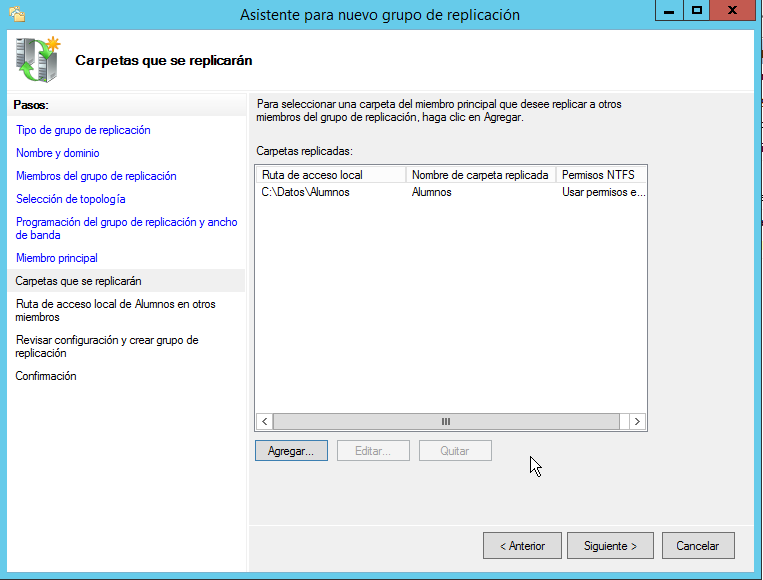 Asistente para nuevo grupo de replicación
Carpetas que se replicarán
Pasos:
Tipo de grupo de replicación
Nombre y dominio
Miembros del grupo de replicación
Selección de topología
Programación del grupo de replicación y ancho
de banda
Miembro principal
Carpetas que se replicarán
Ruta de acceso local de Alumnos en otros
miembros
Revisar configuración y crear grupo de
replicación
Confirmación
Para seleccionar una carpeta del miembro principal que desee replicar a otros
miembros del grupo de replicación, haga clic en Agregar.
Carpetas replicadas:
Ruta de acceso local Nombre de carpeta replicada Permisos NTFS
C:\Datos\Alumnos Alumnos Usar permisos e...
Agregar... Editar... Quitar
< Anterior Siguiente > Cancelar